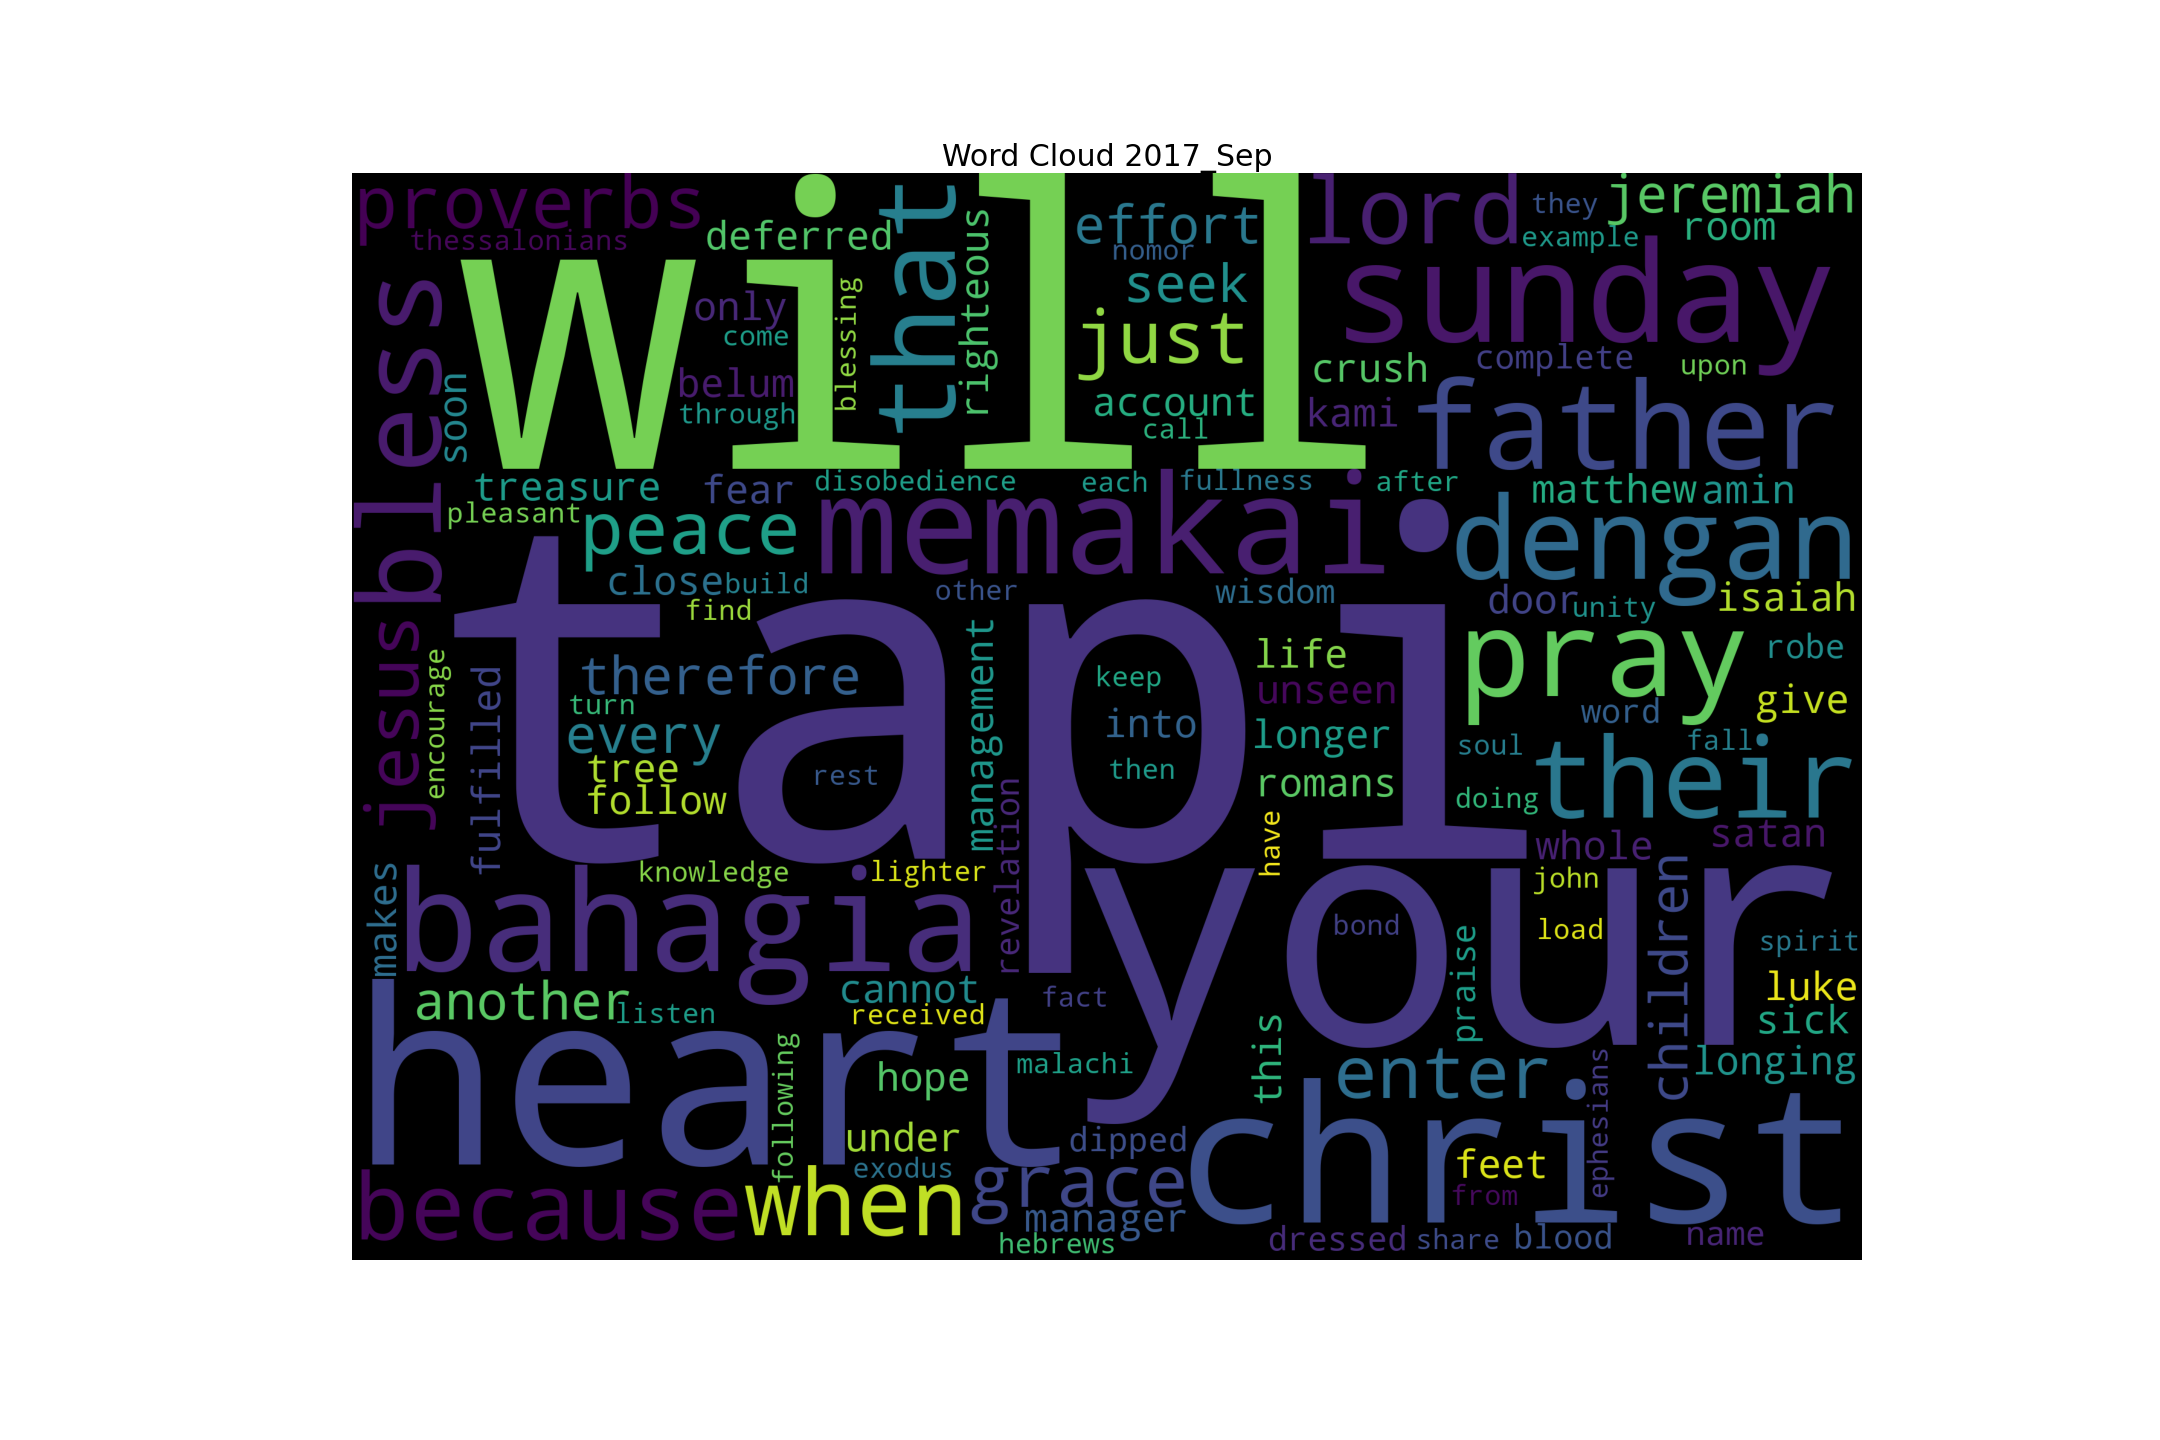 Word Cloud 2017_Sep
proverbs
thessalonians
deferred
will
that
righteous
effort
nomor
lord
they
jeremiah
example
room
sunday
bless
only
come
blessing
seek
just
belum
through
soon
account
call
crush
complete
upon
kami
father
treasure
fear
disobedience
each
fullness
after
matthew
amin
pleasant
peace
memakai
dengan
close
build
find
other
wisdom
door
unity
isaiah
jesus
encourage
fulfilled
tapi
therefore
turn
every
tree
follow
rest
management
keep
into
then
life
unseen
longer
romans
pray
robe
give
word
soul
fall
doing
their
have
revelation
knowledge
lighter
whole
satan
john
load
makes
bahagia
your
bond
praise
children
spirit
another
listen
cannot
received
fact
luke
sick
longing
heart
following
hope
malachi
this
enter
ephesians
christ
under
exodus
dipped
feet
from
because
when
grace
manager
hebrews
dressed
share
blood
name